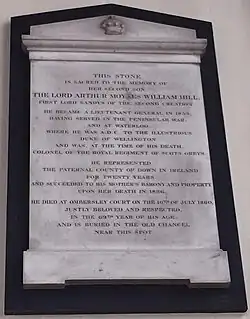 THIS STONE
IS SACRED TO THE MEMORY OF
HER SECOND SON
THE LORD ARTHUR MOYSES WILLIAM HILL
FIRST LORD SANDYS OF THE SECOND CREATION
HE BECAME A LIEUTENANT GENERAL IN
HAVING SERVED IN THE PENINSULAR WAR
AND AT WATERLOO
WHERE HE WAS A.D.C. TO THE ILLUSTRIOUS
DUKE OF WELLINGTON
AND WAS, AT THE TIME OF HIS DEATH,
COLONEL OF THE ROYAL REGIMENT OF SCOTS GREYS.
HE REPRESENTED
THE PATERNAL COUNTY OF DOWN IN IRELAND
FOR TWENTY YEARS
AND SUCCEEDED TO HIS MOTHER'S BARONY AND PROPERTY
UPON HER DEATH IN 1836.
HE DIED AT OMBERSLEY COURT ON THE 16TH OF JULY 1860,
JUSTLY BELOVED AND RESPECTED,
IN THE 69TH YEAR OF HIS AGE,
AND IS BURIED IN THE OLD CHANCEL
NEAR THIS SPOT